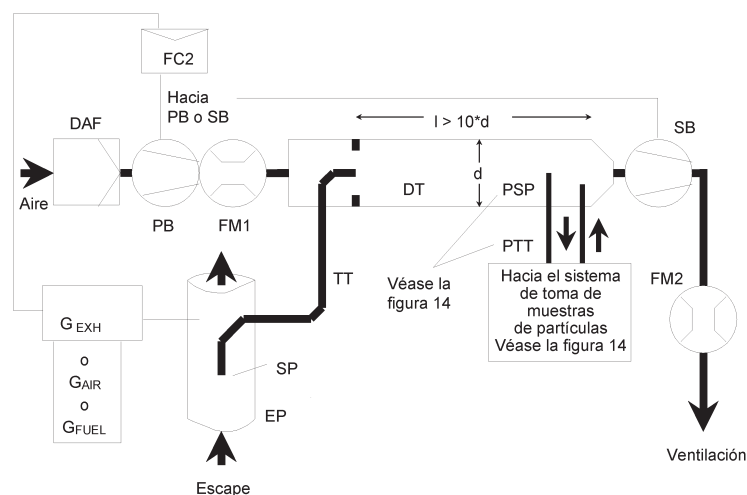 FC2
Hacia
PB o SB
l > 10*d
SB
DAF
d
DT
PSP
Aire
PB
FM1
PTT
TT
Véase la
figura 14
Hacia el sistema
de toma de
muestras
de partículas
Véase la figura 14
FM2
G EXH
o
GAIR
o
GFUEL
SP
EP
Ventilación
Escape